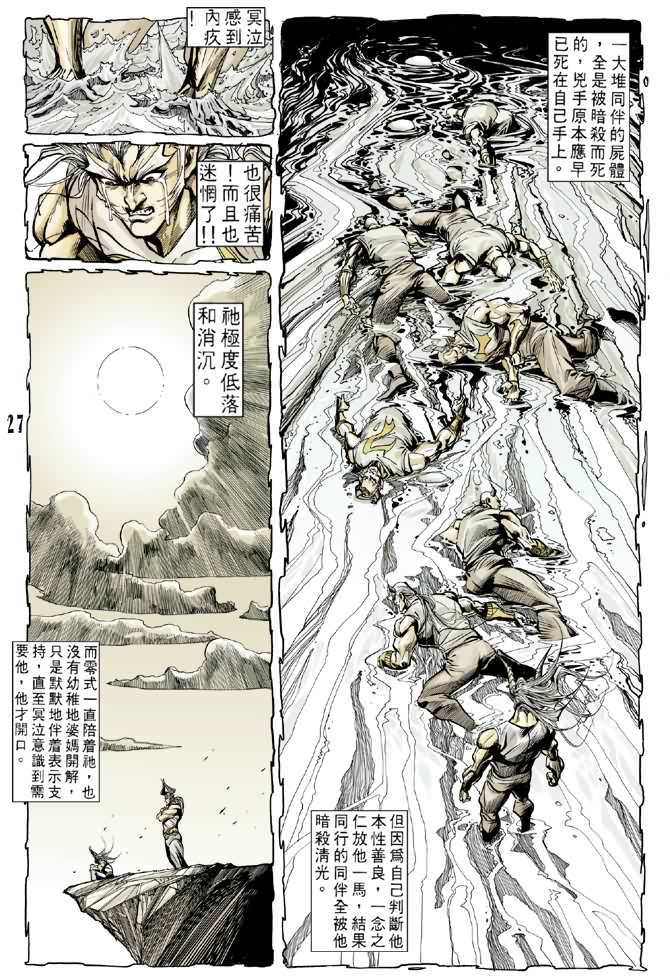 一大堆同伴的屍體
，全是被暗殺而死
的，兇手原本應早
已死在自己手上。
但因爲自己判斷他
本性善良，一念之
仁放他一馬，結果
同行的同伴全被他
暗殺清光。
冥泣
感到
內疚
！
也很痛苦
！而且也
迷惘了!!
祂極度低落
和消沉。
而零式一直陪着祂，也
沒有幼稚地婆媽開解，
只是默默地伴着表示支
持，直至冥泣意識到需
要他，他才開口。
27